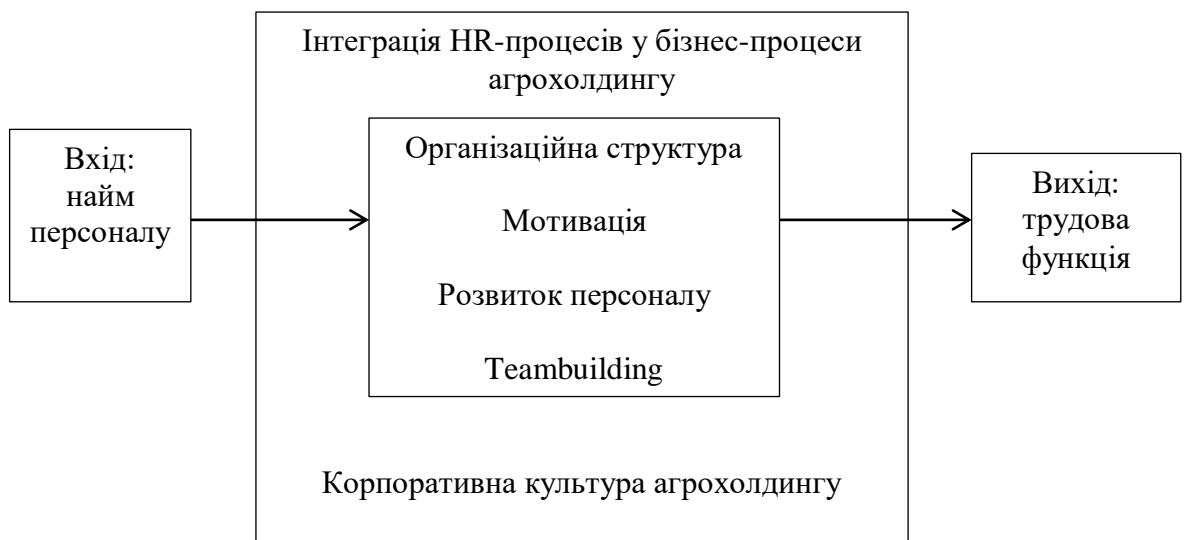 Інтеграція HR-процесів у бізнес-процеси
агрохолдингу
Вхід:
найм
персоналу
Організаційна структура
Мотивація
Розвиток персоналу
Teambuilding
Вихід:
трудова
функція
Корпоративна культура агрохолдингу